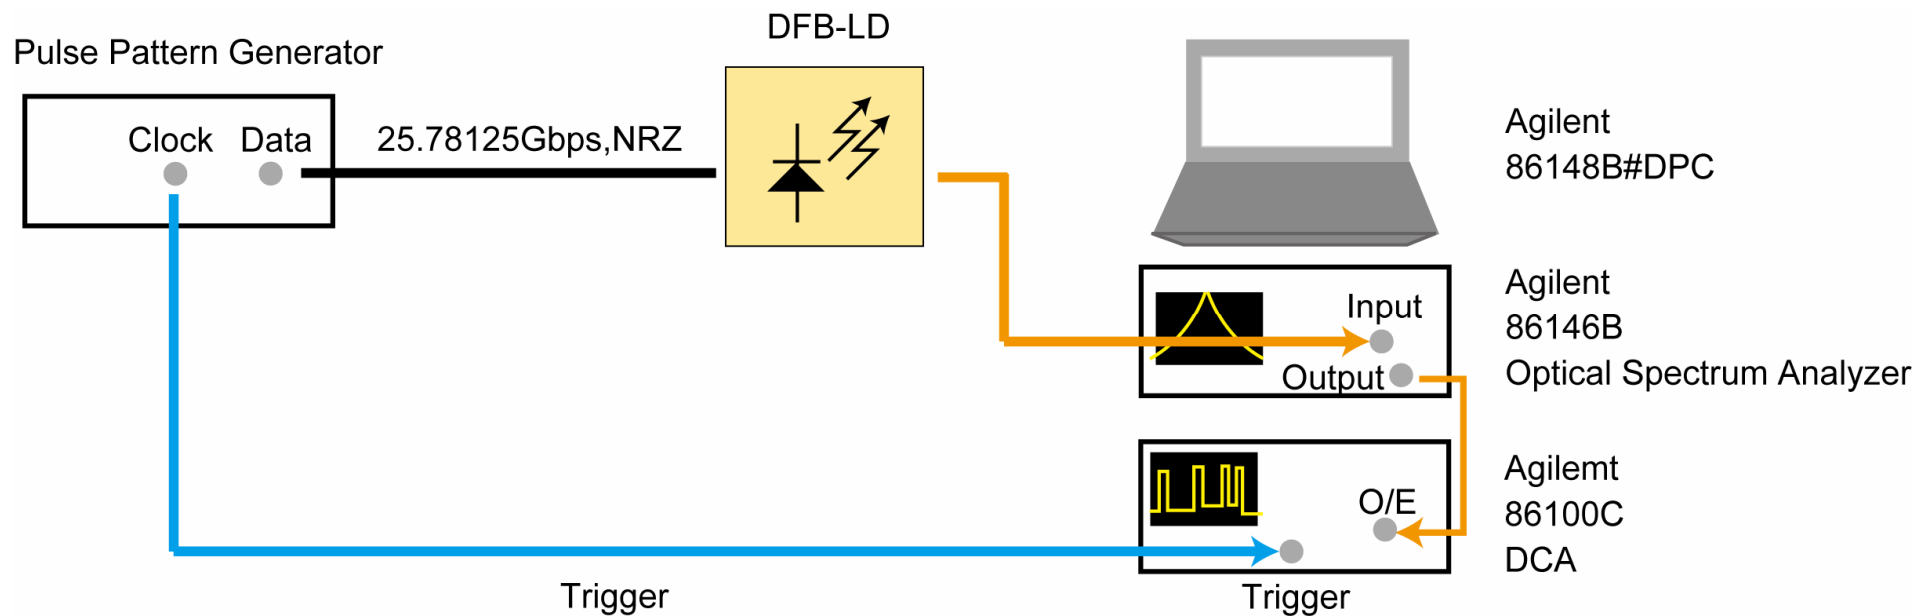 DFB-LD
Pulse Pattern Generator
Clock
Data
25.78125Gbps,NRZ
Agilent
86148B#DPC
Input
Output
Agilent
86146B
Optical Spectrum Analyzer
O/E
Agilemt
86100C
DCA
Trigger
Trigger